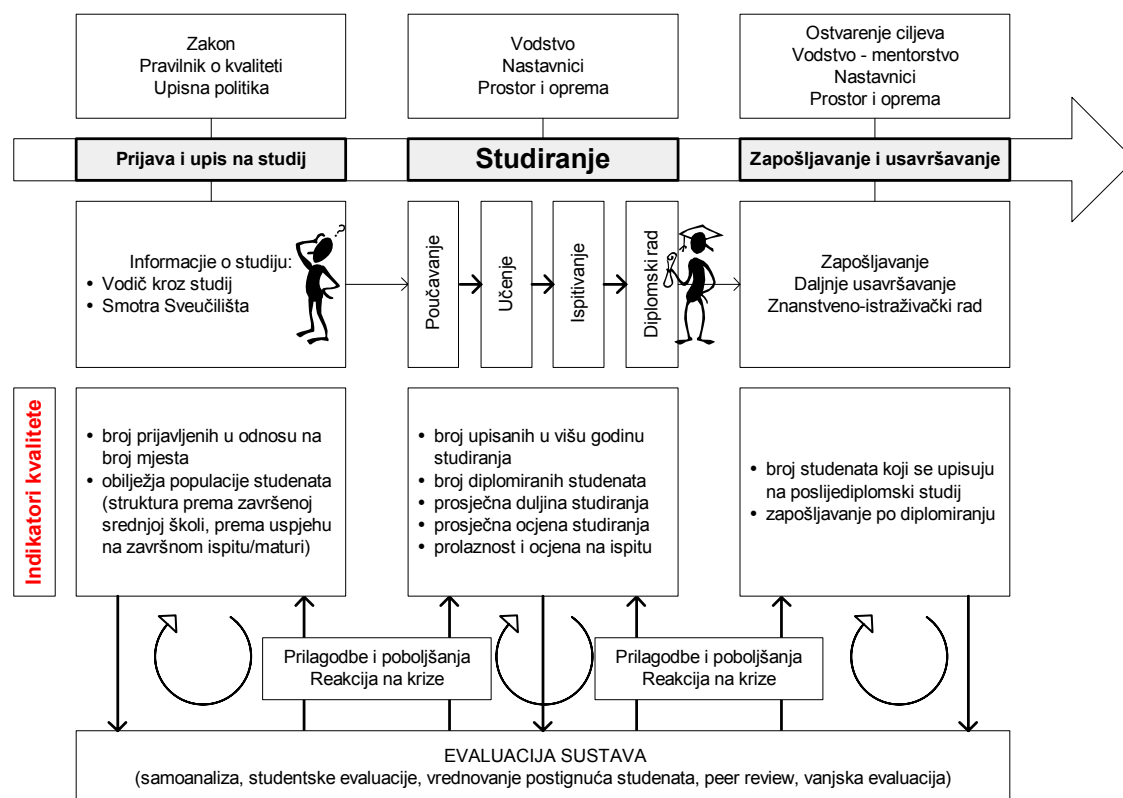 Zakon
Pravilnik o kvaliteti
Upisna politika
Vodstvo
Nastavnici
Prostor i oprema
Ostvarenje ciljeva
Vodstvo - mentorstvo
Nastavnici
Prostor i oprema
Prijava i upis na studij
Studiranje
Zapošljavanje i usavršavanje
Informacjie o studiju:
• Vodič kroz studij
• Smotra Sveučilišta
?
Poučavanje
Učenje
Ispitivanje
Diplomski rad
Zapošljavanje
Daljnje usavršavanje
Znanstveno-istraživački rad
Indikatori kvalitete
• broj prijavljenih u odnosu na
broj mjesta
• obilježja populacije studenata
(struktura prema završenoj
srednjoj školi, prema uspjehu
na završnom ispitu/maturi)
• broj upisanih u višu godinu
studiranja
• broj diplomiranih studenata
• prosječna duljina studiranja
• prosječna ocjena studiranja
• prolaznost i ocjena na ispitu
• broj studenata koji se upisuju
na poslijediplomski studij
• zapošljavanje po diplomiranju
Prilagodbe i poboljšanja
Reakcija na krize
Prilagodbe i poboljšanja
Reakcija na krize
EVALUACIJA SUSTAVA
(samoanaliza, studentske evaluacije, vrednovanje postignuća studenata, peer review, vanjska evaluacija)